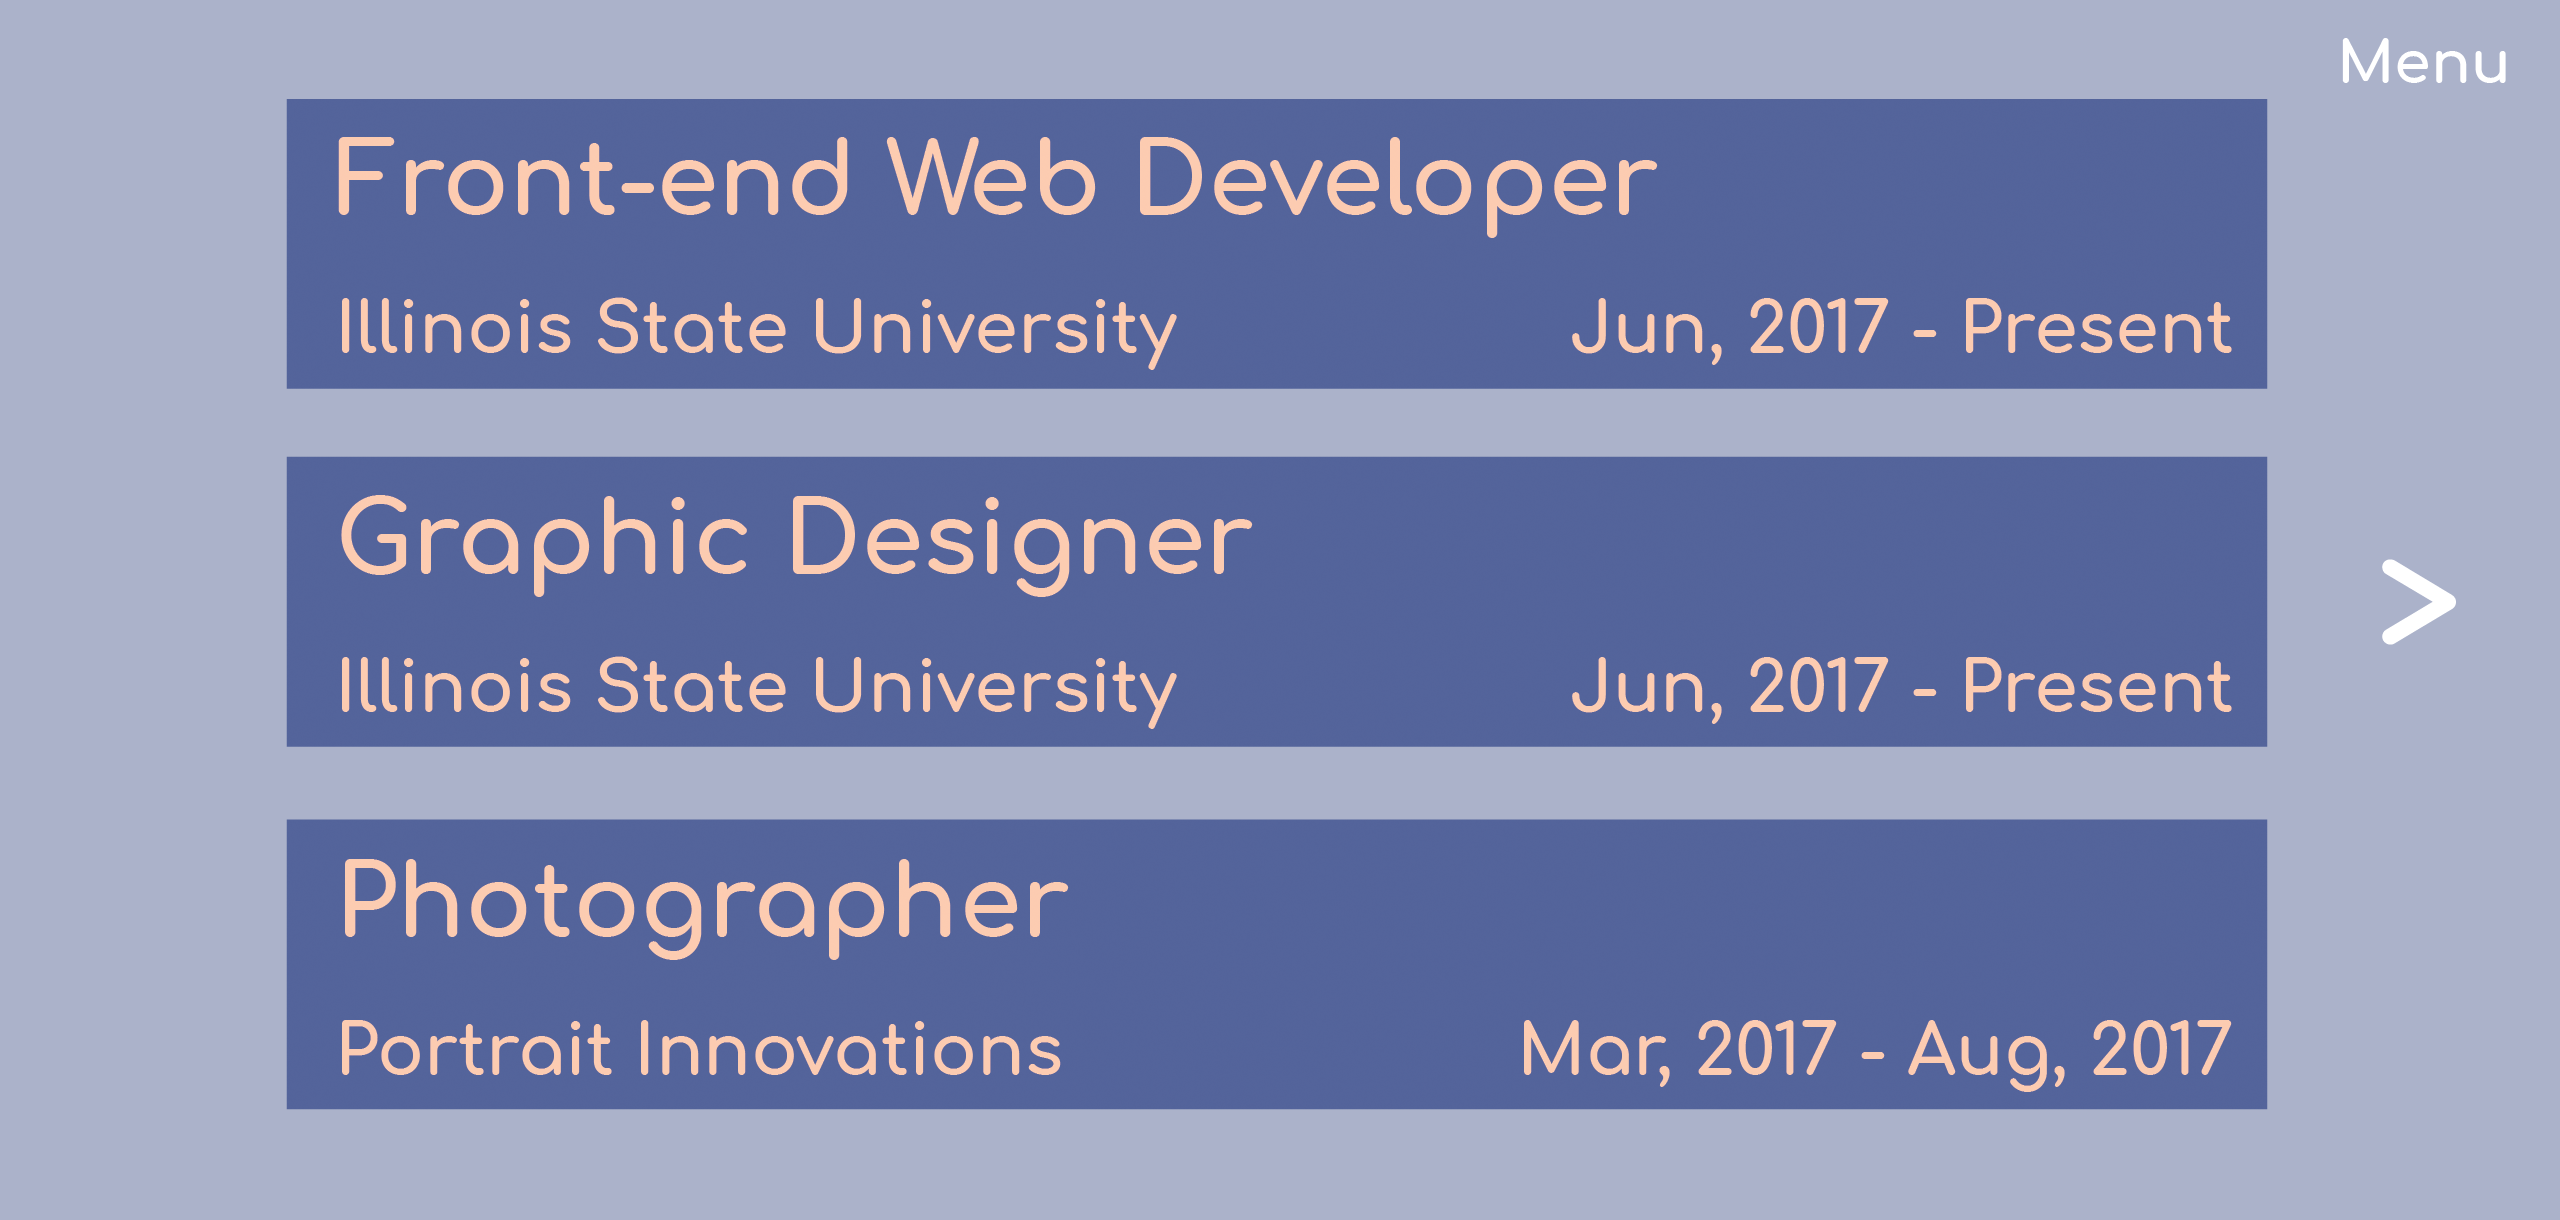 Menu
Front-end Web Developer
Illinois State University
Jun, 2017 - Present
Graphic Designer
Illinois State University
Jun, 2017 - Present
>
Photographer
Portrait Innovations
Mar, 2017 - Aug, 2017